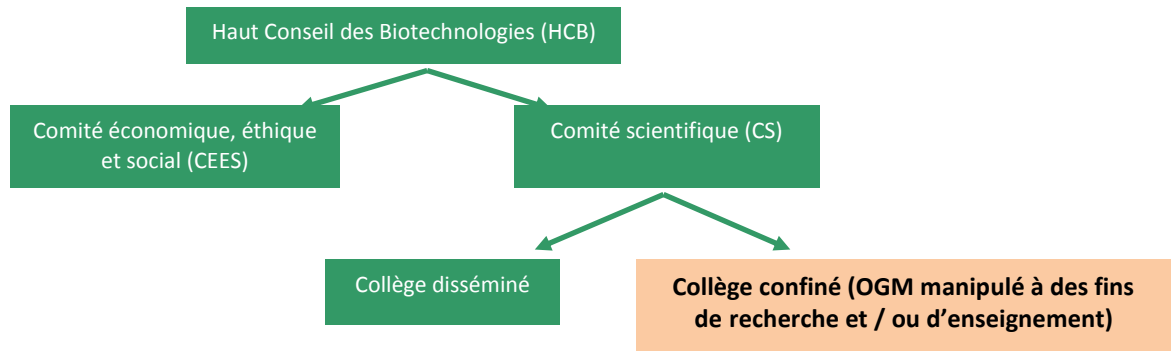 Haut Conseil des Biotechnologies (HCB)
Comité économique, éthique
et social (CEES)
Comité scientifique (CS)
Collège disséminé
Collège confiné (OGM manipulé à des fins
de recherche et / ou d’enseignement)